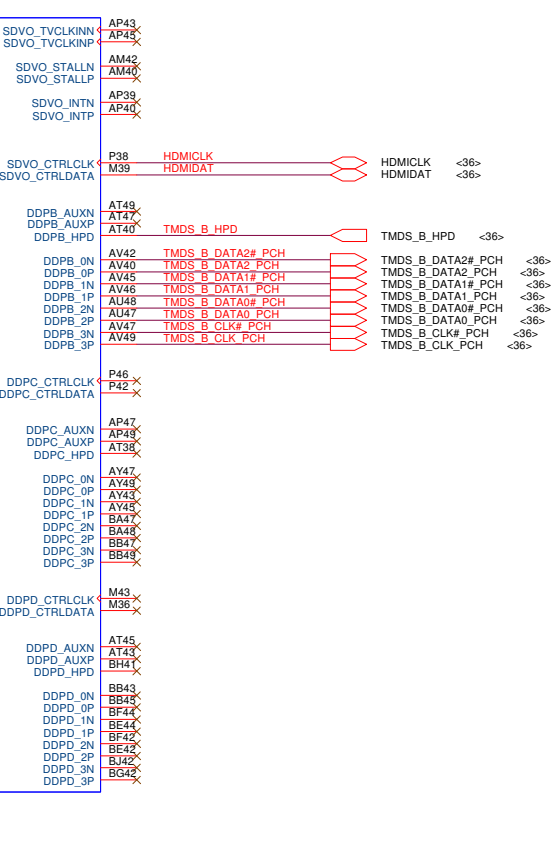 SDVO_TVCLKINN AP43
SDVO_TVCLKINP AP45
SDVO_STALLN AM42
SDVO_STALLP AM40
SDVO_INTN AP39
SDVO_INTP AP40
SDVO_CTRLCLK P38 HDMICLK HDMICLK <36>
SDVO_CTRLDATA M39 HDMIDAT HDMIDAT <36>
DDPB_AUXN AT49
DDPB_AUXP AT47
DDPB_HPD AT40 TMDS_B_HPD TMDS_B_HPD <36>
DDPB_0N AV42 TMDS_B_DATA2#_PCH TMDS_B_DATA2#_PCH <36>
DDPB_0P AV40 TMDS_B_DATA2_PCH TMDS_B_DATA2_PCH <36>
DDPB_1N AV45 TMDS_B_DATA1#_PCH TMDS_B_DATA1#_PCH <36>
DDPB_1P AV46 TMDS_B_DATA1_PCH TMDS_B_DATA1_PCH <36>
DDPB_2N AU48 TMDS_B_DATA0#_PCH TMDS_B_DATA0#_PCH <36>
DDPB_2P AU47 TMDS_B_DATA0_PCH TMDS_B_DATA0_PCH <36>
DDPB_3N AV47 TMDS_B_CLK#_PCH TMDS_B_CLK#_PCH <36>
DDPB_3P AV49 TMDS_B_CLK_PCH TMDS_B_CLK_PCH <36>
DDPC_CTRLCLK P46
DDPC_CTRLDATA P42
DDPC_AUXN AP47
DDPC_AUXP AP49
DDPC_HPD AT38
DDPC_0N AY47
DDPC_0P AY49
DDPC_1N AY43
DDPC_1P AY45
DDPC_2N BA47
DDPC_2P BA48
DDPC_3N BB47
DDPC_3P BB49
DDPD_CTRLCLK M43
DDPD_CTRLDATA M36
DDPD_AUXN AT45
DDPD_AUXP AT43
DDPD_HPD BH41
DDPD_0N BB43
DDPD_0P BB45
DDPD_1N BF44
DDPD_1P BE44
DDPD_2N BF42
DDPD_2P BE42
DDPD_3N BJ42
DDPD_3P BG42